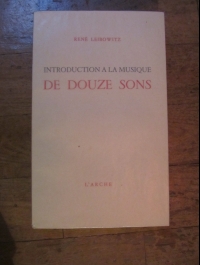 RENÉ LEIBOWITZ
INTRODUCTION A LA MUSIQUE
DE DOUZE SONS
L'ARCHE